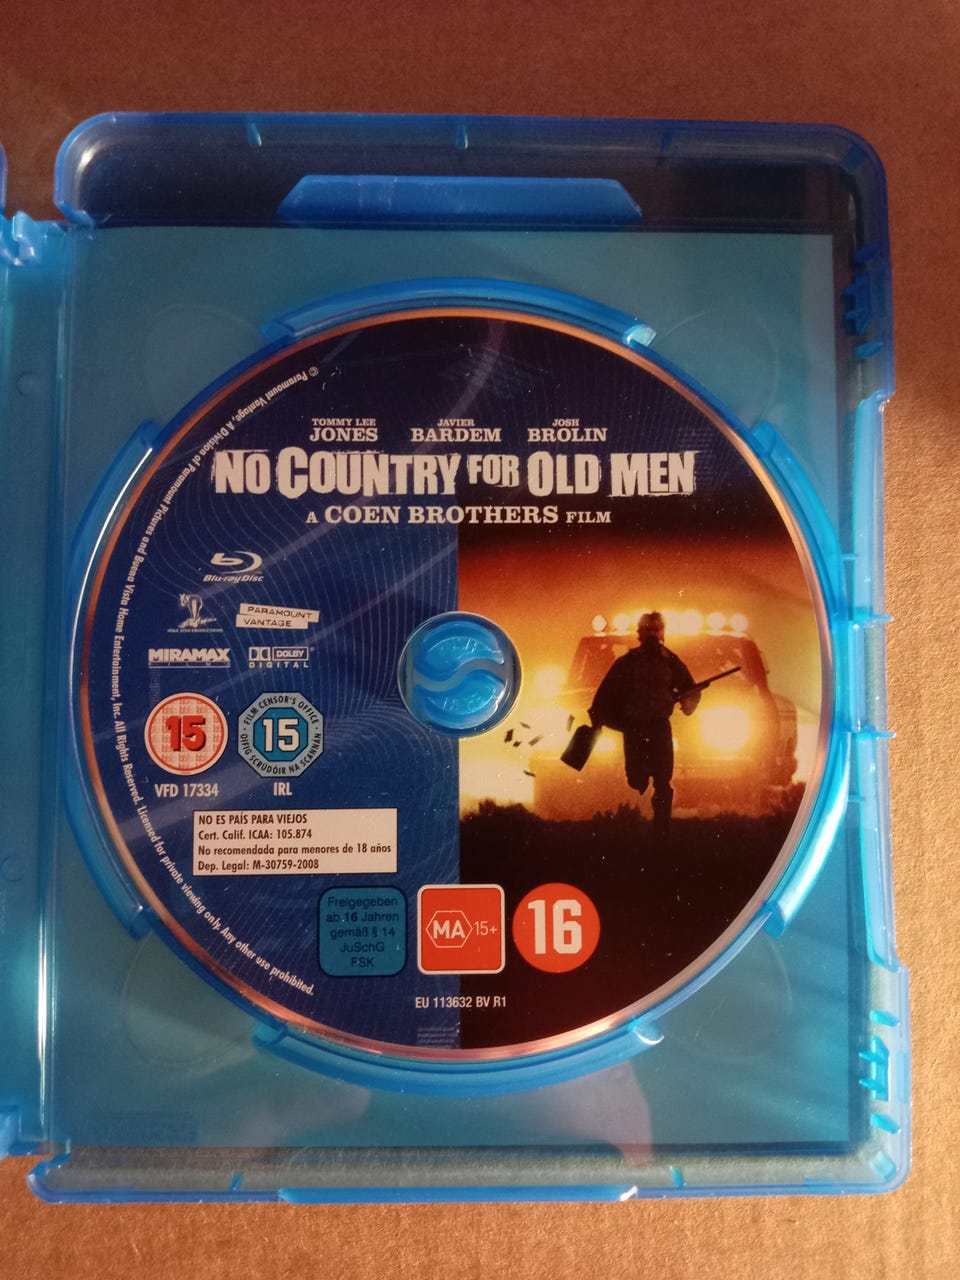 TOMMY LEE JONES
JAVIER BARDEM
JOSH BROLIN
NO COUNTRY FOR OLD MEN
A COEN BROTHERS FILM
© Paramount Vantage, A Division of Paramount Pictures and Buena Vista Home Entertainment, Inc. All Rights Reserved. Licensed for private viewing only. Any other use prohibited.
Blu-ray Disc
PARAMOUNT
VANTAGE
MIRAMAX
DOLBY
DIGITAL
15
VFD 17334
FILM CENSOR'S OFFICE
15
OIFIG SCRÚDÓIR NA SCANNÁN
IRL
NO ES PAÍS PARA VIEJOS
Cert. Calif. ICAA: 105.874
No recomendada para menores de 18 años
Dep. Legal: M-30759-2008
Freigegeben
ab 16 Jahren
gemäß § 14
JuSchG
FSK
MA 15+
16
EU 113632 BV R1